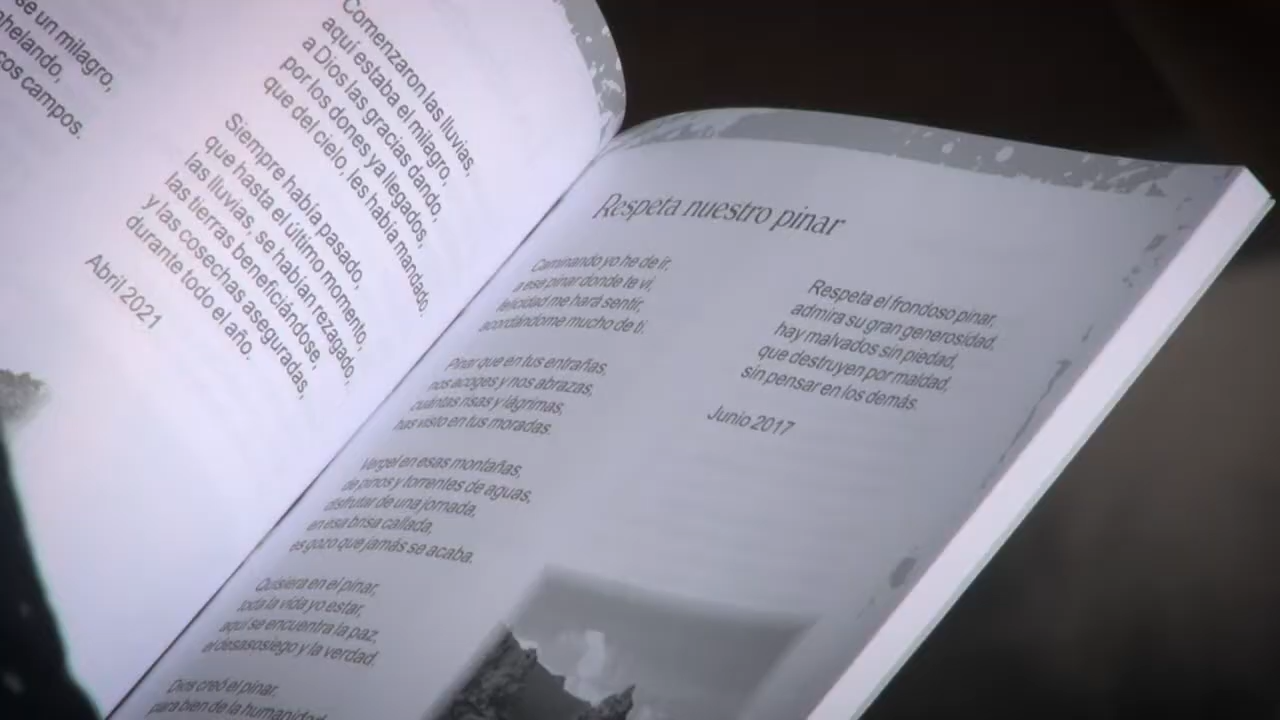 se un milagro,
helando,
cos campos.
Comenzaron las lluvias,
aquí estaba el milagro,
a Dios las gracias dando,
por los dones ya llegados,
que del cielo, les había mandado,
Siempre había pasado,
que hasta el último momento,
las lluvias, se habían rezagado,
las tierras beneficiándose,
y las cosechas aseguradas,
durante todo el año.
Abril 2021
Respeta nuestro pinar
Caminando yo he de ir,
a ese pinar donde te vi,
felicidad me hará sentir,
acordándome mucho de ti.
Pinar que en tus entrañas,
nos acoges y nos abrazas,
cuántas risas y lágrimas,
has visto en tus moradas.
Vergel en esas montañas,
de pinos y torrentes de aguas,
disfrutar de una jornada,
en esa brisa callada,
es gozo que jamás se acaba.
Quisiera en el pinar,
toda la vida yo estar,
aquí se encuentra la paz,
el desasosiego y la verdad.
Dios creó el pinar.
para bien de la humanidad
Respeta el frondoso pinar,
admira su gran generosidad,
hay malvados sin piedad,
que destruyen por maldad,
sin pensar en los demás.
Junio 2017